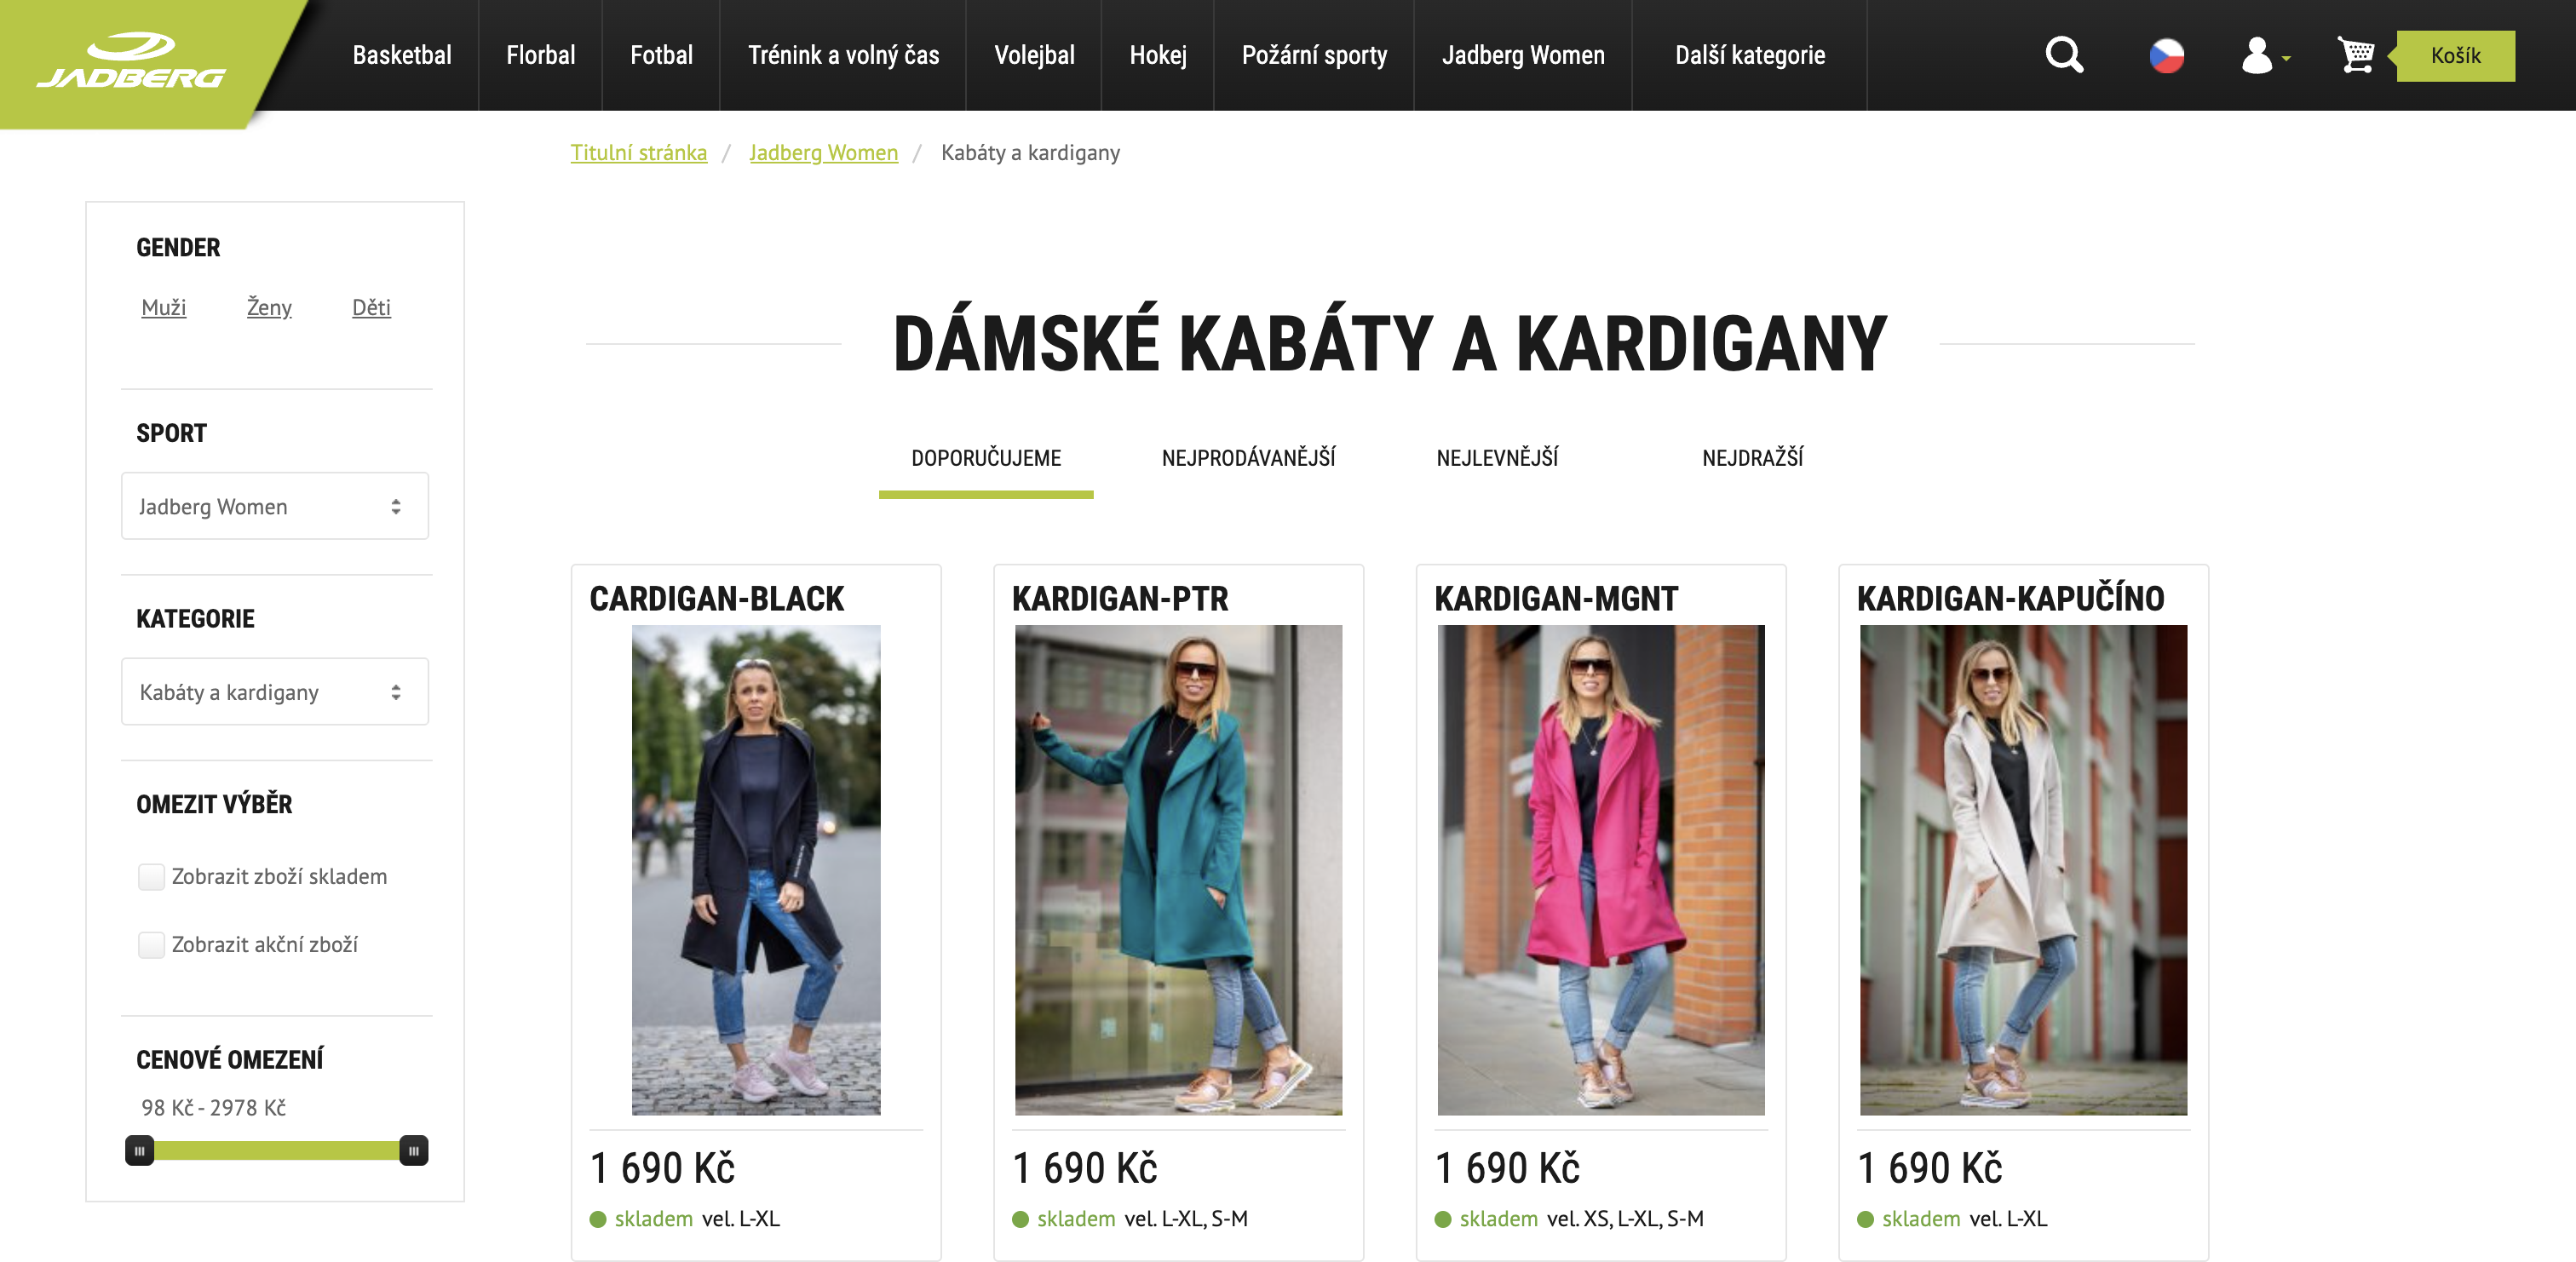 JADBERG
Basketbal
Florbal
Fotbal
Trénink a volný čas
Volejbal
Hokej
Požární sporty
Jadberg Women
Další kategorie
Košík
Titulní stránka / Jadberg Women / Kabáty a kardigany
GENDER
Muži Ženy Děti
SPORT
Jadberg Women
KATEGORIE
Kabáty a kardigany
OMEZIT VÝBĚR
Zobrazit zboží skladem
Zobrazit akční zboží
CENOVÉ OMEZENÍ
98 Kč - 2978 Kč
DÁMSKÉ KABÁTY A KARDIGANY
DOPORUČUJEME
NEJPRODÁVANĚJŠÍ
NEJLEVNĚJŠÍ
NEJDRAŽŠÍ
CARDIGAN-BLACK
1 690 Kč
skladem vel. L-XL
KARDIGAN-PTR
1 690 Kč
skladem vel. L-XL, S-M
KARDIGAN-MGNT
1 690 Kč
skladem vel. XS, L-XL, S-M
KARDIGAN-KAPUČÍNO
1 690 Kč
skladem vel. L-XL